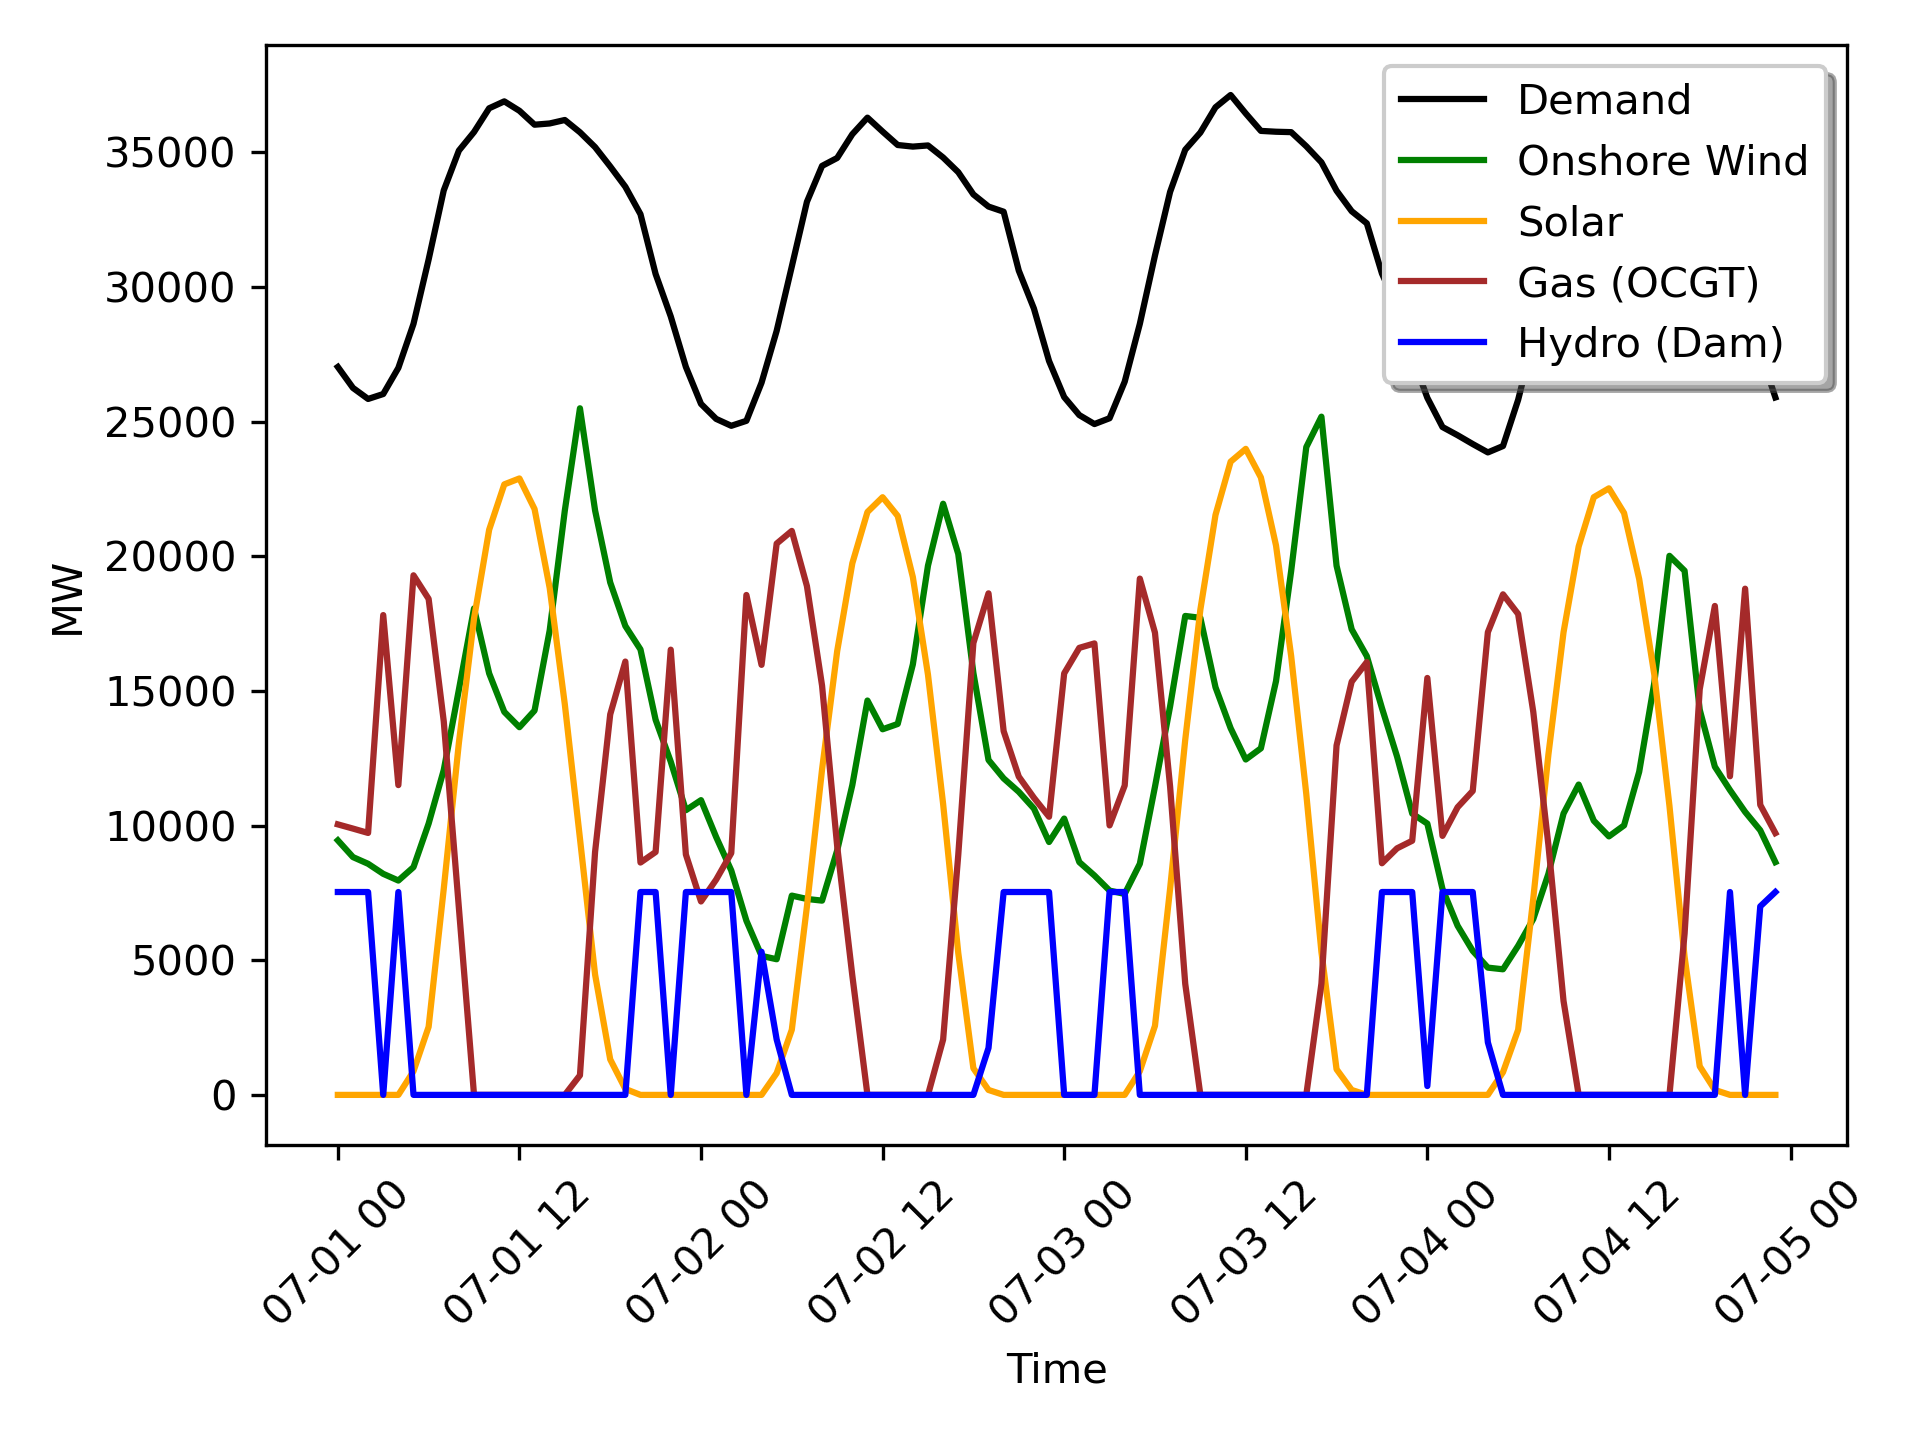 Demand
Onshore Wind
Solar
Gas (OCGT)
Hydro (Dam)
MW
35000
30000
25000
20000
15000
10000
5000
0
07-01 00
07-01 12
07-02 00
07-02 12
07-03 00
07-03 12
07-04 00
07-04 12
07-05 00
Time